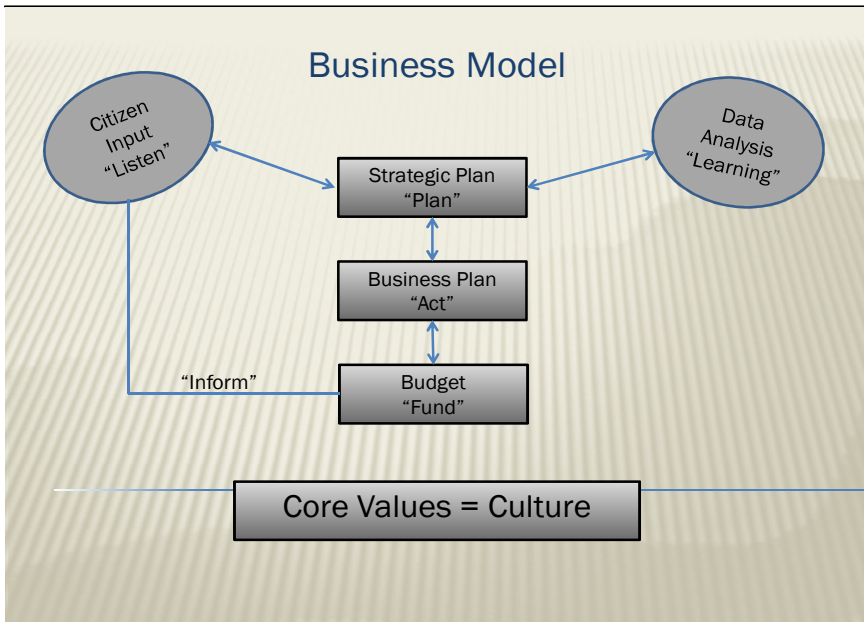 Business Model
Citizen
Input
“Listen”
Data
Analysis
“Learning”
Strategic Plan
“Plan”
Business Plan
“Act”
“Inform”
Budget
“Fund”
Core Values = Culture